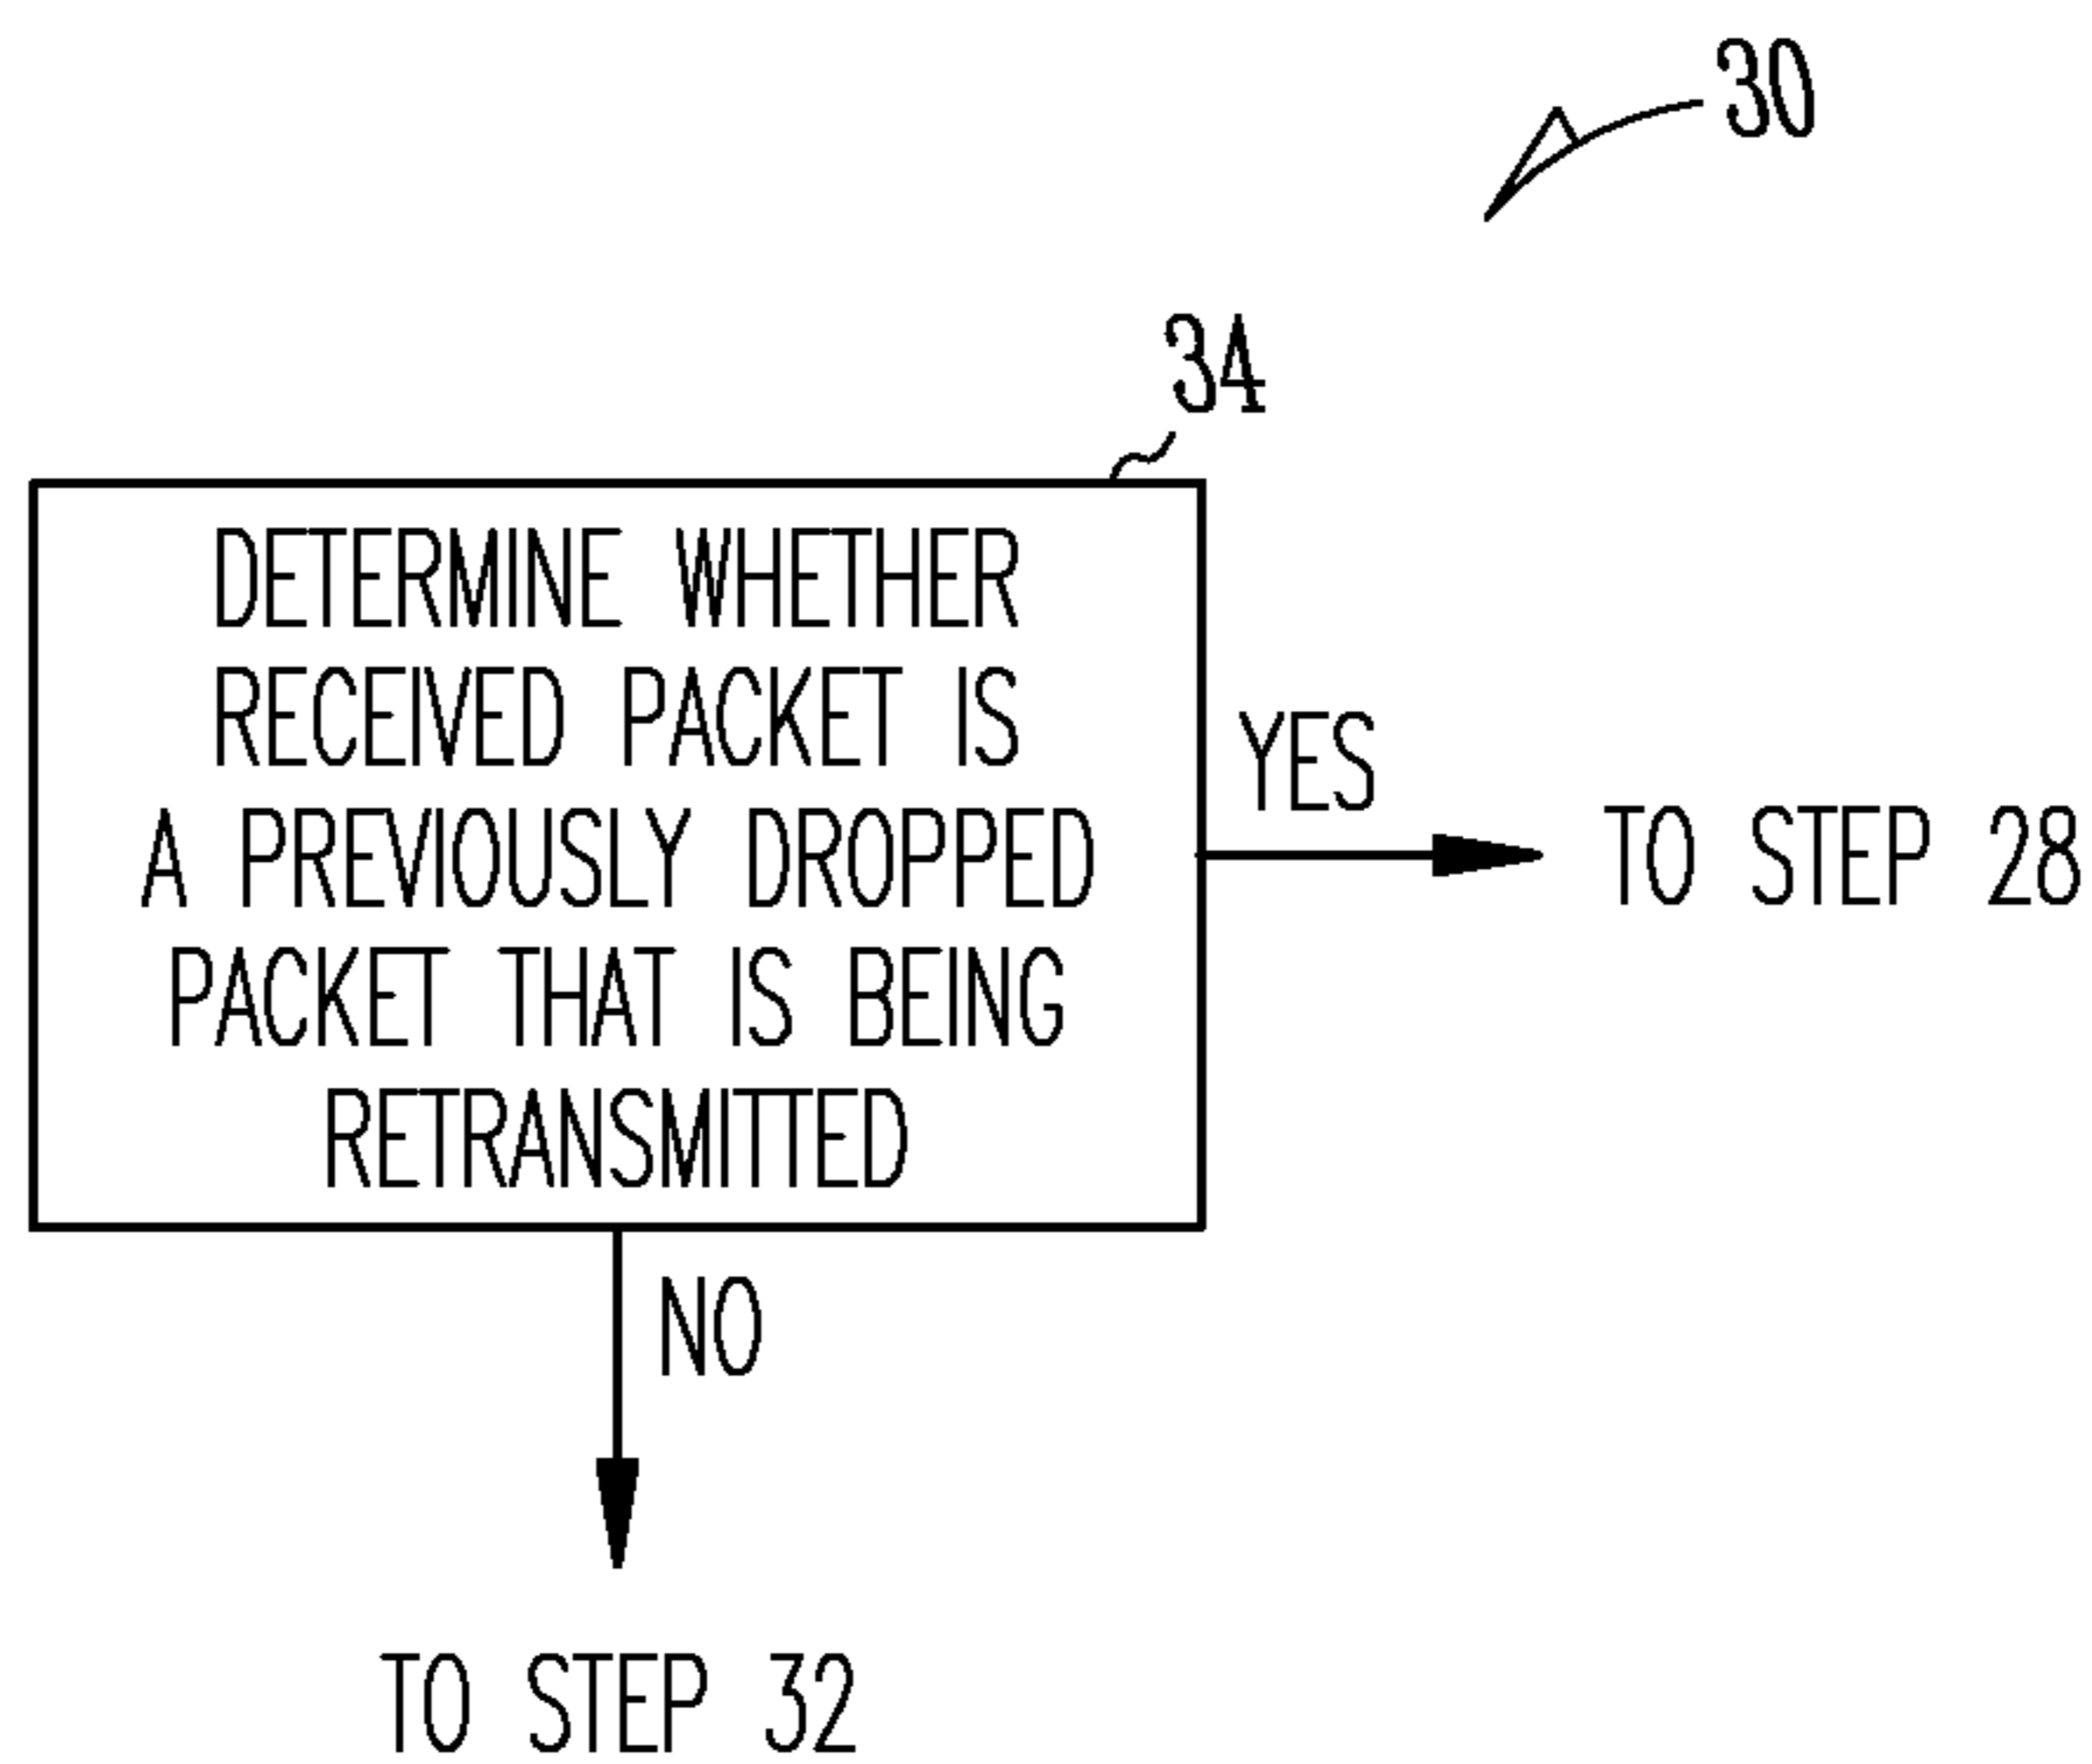 30
34
DETERMINE WHETHER
RECEIVED PACKET IS
A PREVIOUSLY DROPPED
PACKET THAT IS BEING
RETRANSMITTED
YES
TO STEP 28
NO
TO STEP 32